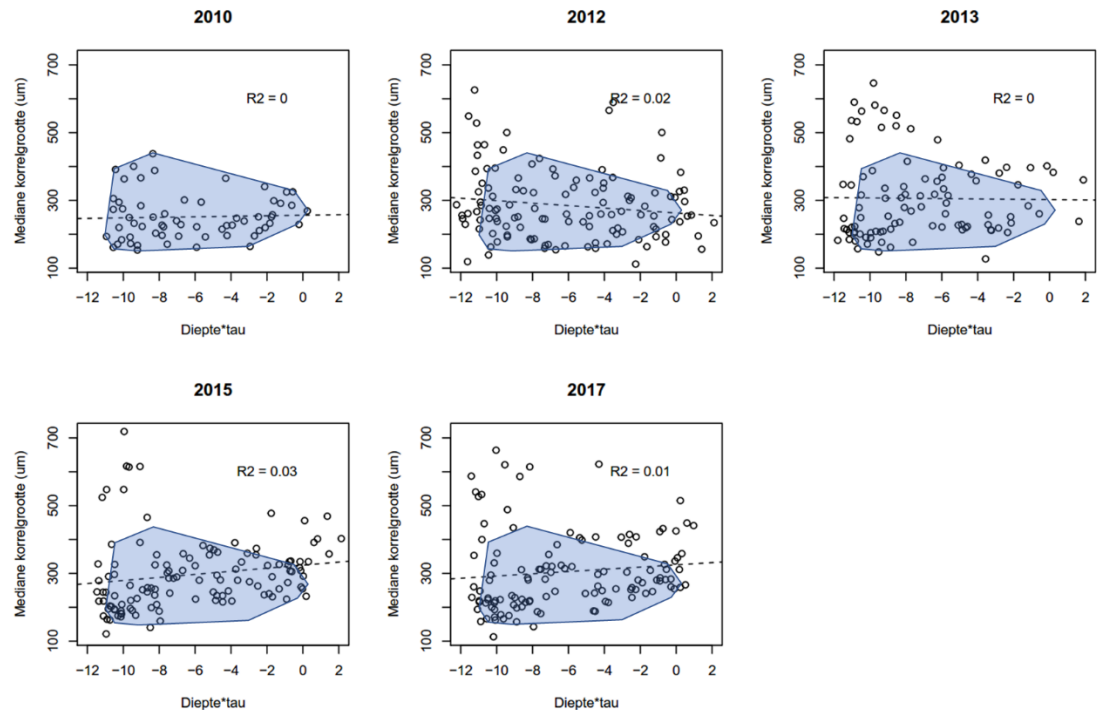 2010
Mediane korrelgrootte (um)
700
500
300
100
R2 = 0
−12 −10 −8 −6 −4 −2 0 2
Diepte*tau
2012
Mediane korrelgrootte (um)
700
500
300
100
R2 = 0.02
−12 −10 −8 −6 −4 −2 0 2
Diepte*tau
2013
Mediane korrelgrootte (um)
700
500
300
100
R2 = 0
−12 −10 −8 −6 −4 −2 0 2
Diepte*tau
2015
Mediane korrelgrootte (um)
700
500
300
100
R2 = 0.03
−12 −10 −8 −6 −4 −2 0 2
Diepte*tau
2017
Mediane korrelgrootte (um)
700
500
300
100
R2 = 0.01
−12 −10 −8 −6 −4 −2 0 2
Diepte*tau